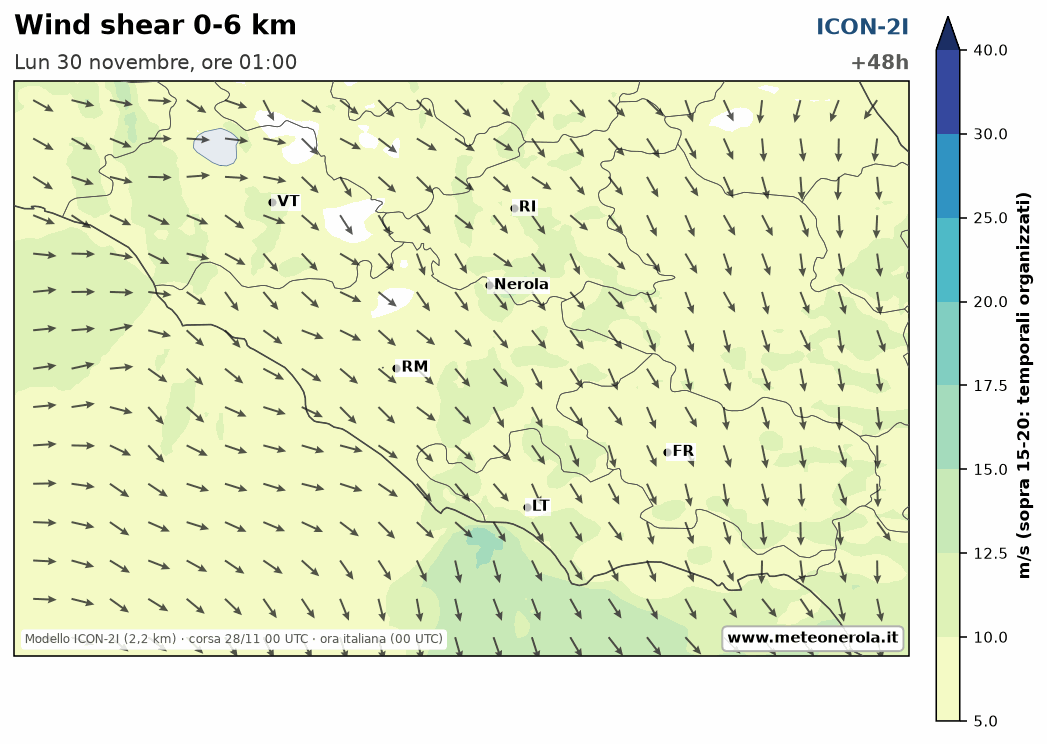 Wind shear 0-6 km
ICON-2I
Lun 30 novembre, ore 01:00
+48h
40.0
30.0
25.0
20.0
17.5
15.0
12.5
10.0
5.0
m/s (sopra 15-20: temporali organizzati)
VT
RI
Nerola
RM
FR
LT
Modello ICON-2I (2,2 km) · corsa 28/11 00 UTC · ora italiana (00 UTC)
www.meteonerola.it